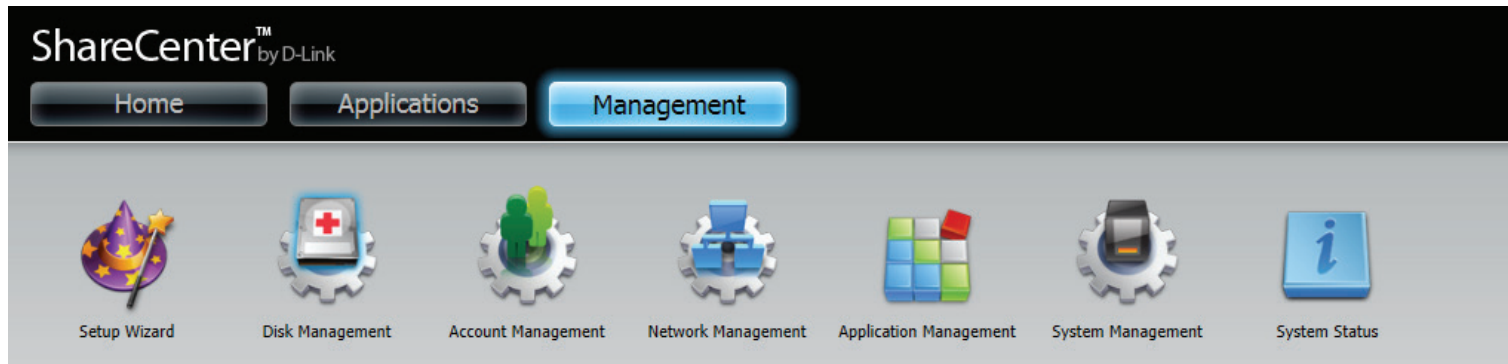 ShareCenter™ by D-Link
Home Applications Management
Setup Wizard Disk Management Account Management Network Management Application Management System Management System Status